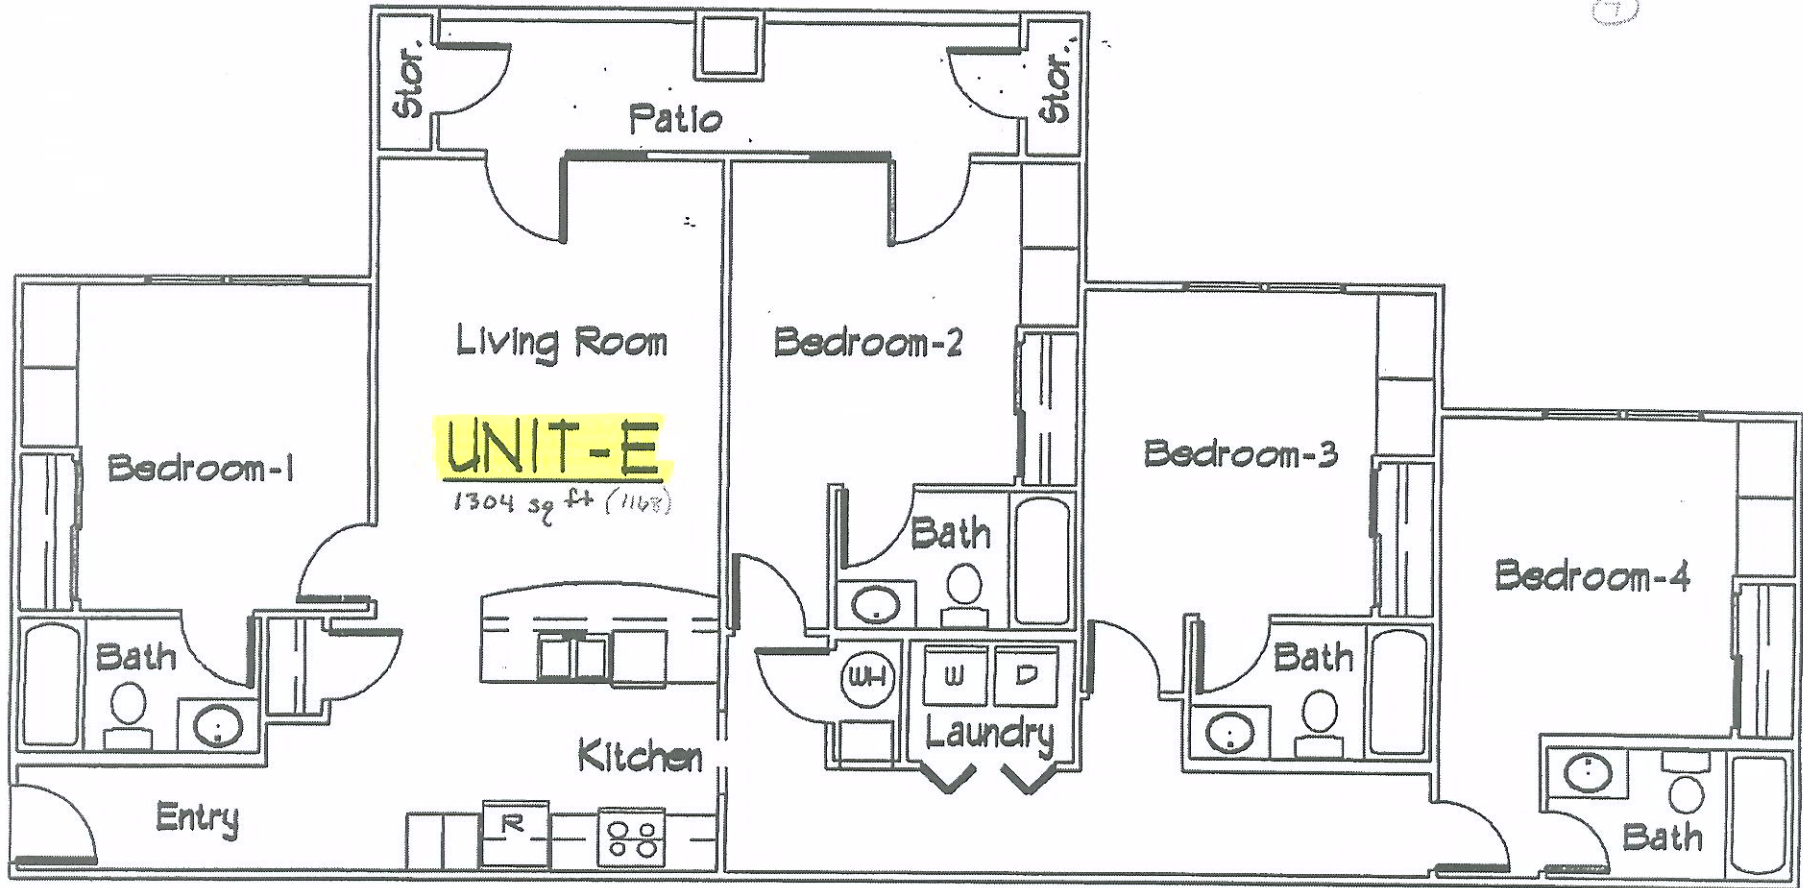 Stor.
Stor.
Patio
Living Room
Bedroom-2
UNIT-E
1304 sq ft (1168)
Bedroom-1
Bedroom-3
Bedroom-4
Bath
Bath
Bath
WH
W
D
Laundry
Kitchen
Entry
R
Bath